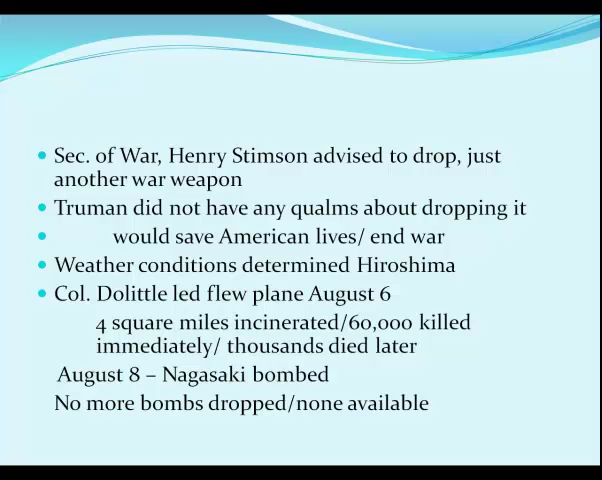 • Sec. of War, Henry Stimson advised to drop, just
another war weapon
• Truman did not have any qualms about dropping it
• would save American lives/ end war
• Weather conditions determined Hiroshima
• Col. Dolittle led flew plane August 6
4 square miles incinerated/60,000 killed
immediately/ thousands died later
August 8 – Nagasaki bombed
No more bombs dropped/none available